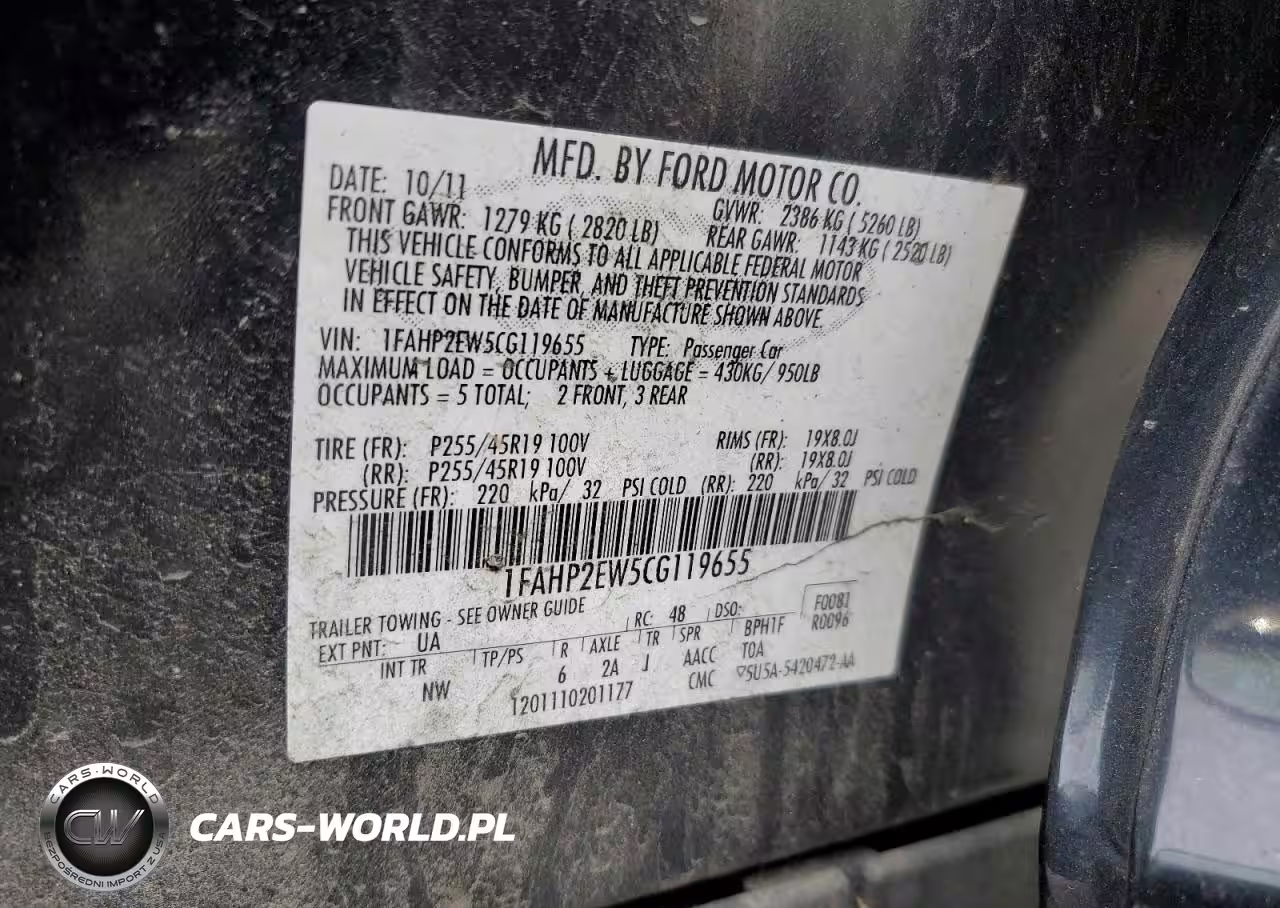 MFD. BY FORD MOTOR CO.
DATE: 10/11 GVWR: 2386 KG ( 5260 LB)
FRONT GAWR: 1279 KG ( 2820 LB) REAR GAWR: 1143 KG ( 2520 LB)
THIS VEHICLE CONFORMS TO ALL APPLICABLE FEDERAL MOTOR
VEHICLE SAFETY, BUMPER, AND THEFT PREVENTION STANDARDS
IN EFFECT ON THE DATE OF MANUFACTURE SHOWN ABOVE.
VIN: 1FAHP2EW5CG119655 TYPE: Passenger Car
MAXIMUM LOAD = OCCUPANTS + LUGGAGE = 430KG/ 950LB
OCCUPANTS = 5 TOTAL; 2 FRONT, 3 REAR
TIRE (FR): P255/45R19 100V RIMS (FR): 19X8.0J
(RR): P255/45R19 100V (RR): 19X8.0J
PRESSURE (FR): 220 kPa/ 32 PSI COLD (RR): 220 kPa/ 32 PSI COLD
1FAHP2EW5CG119655
TRAILER TOWING - SEE OWNER GUIDE
EXT PNT: UA RC: 48 DSO: F0081
R0096
INT TR TP/PS R AXLE TR SPR BPH1F
NW 6 2A J AACC TOA
1201110201177 CMC 5U5A-5420472-AA
CARS-WORLD
CW
BEZPOŚREDNI IMPORT Z USA
CARS-WORLD.PL